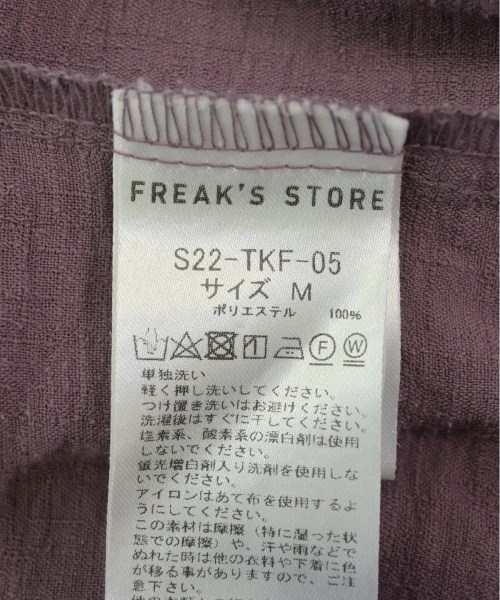 FREAK'S STORE
S22-TKF-05
サイズ M
ポリエステル 100%
単独洗い
軽く押し洗いしてください。
つけ置き洗いはお避けください。
洗濯後はすぐに干してください。
塩素系、酸素系の漂白剤は使用
しないでください。
蛍光増白剤入り洗剤を使用しな
いでください。
アイロンはあて布を使用するよ
うにしてください。
この素材は摩擦（特に湿った状
態での摩擦）や、汗や雨などで
ぬれた時は他の衣料や下着に色
が移る事がありますので、ご注
意下さい。